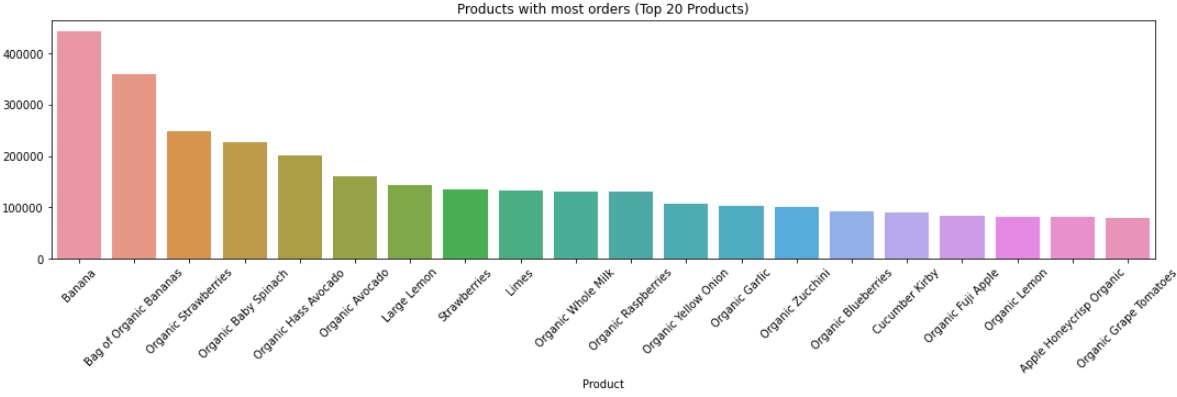 Products with most orders (Top 20 Products)
400000
300000
200000
100000
0
Banana
Bag of Organic Bananas
Organic Strawberries
Organic Baby Spinach
Organic Hass Avocado
Organic Avocado
Large Lemon
Strawberries
Limes
Organic Whole Milk
Organic Raspberries
Organic Yellow Onion
Organic Garlic
Organic Zucchini
Organic Blueberries
Cucumber Kirby
Organic Fuji Apple
Organic Lemon
Apple Honeycrisp Organic
Organic Grape Tomatoes
Product